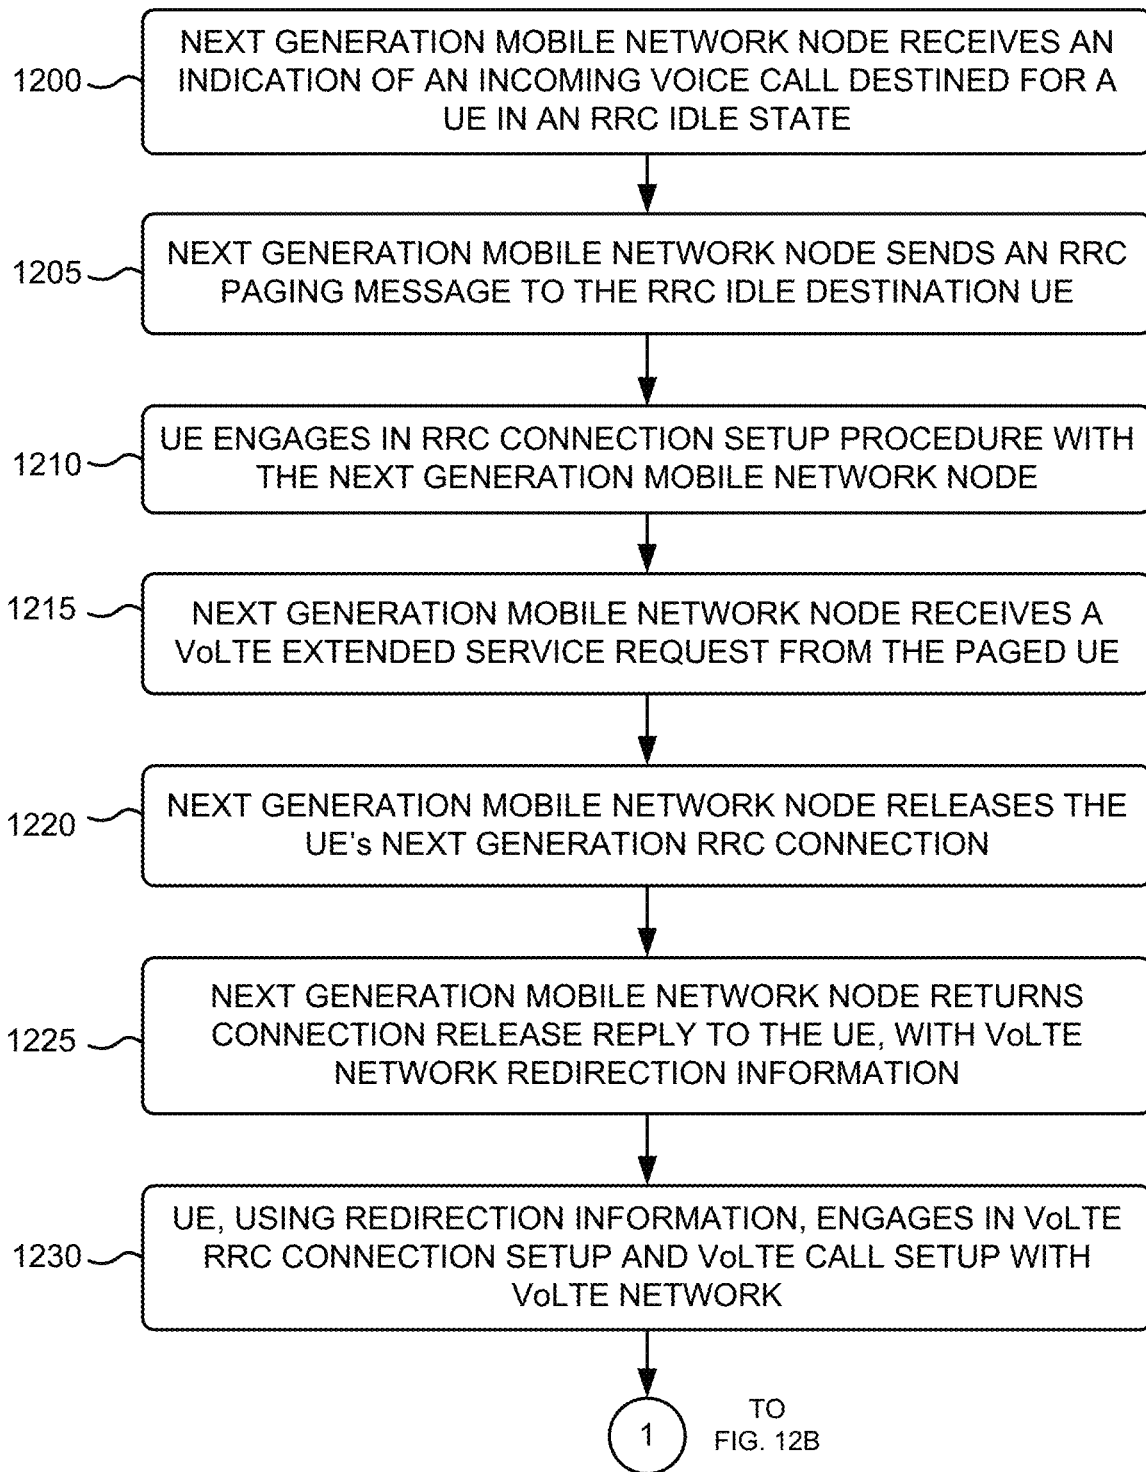 NEXT GENERATION MOBILE NETWORK NODE RECEIVES AN
1200 INDICATION OF AN INCOMING VOICE CALL DESTINED FOR A
UE IN AN RRC IDLE STATE
NEXT GENERATION MOBILE NETWORK NODE SENDS AN RRC
1205 PAGING MESSAGE TO THE RRC IDLE DESTINATION UE
UE ENGAGES IN RRC CONNECTION SETUP PROCEDURE WITH
1210 THE NEXT GENERATION MOBILE NETWORK NODE
1215 NEXT GENERATION MOBILE NETWORK NODE RECEIVES A
VoLTE EXTENDED SERVICE REQUEST FROM THE PAGED UE
1220 NEXT GENERATION MOBILE NETWORK NODE RELEASES THE
UE's NEXT GENERATION RRC CONNECTION
NEXT GENERATION MOBILE NETWORK NODE RETURNS
1225 CONNECTION RELEASE REPLY TO THE UE, WITH VoLTE
NETWORK REDIRECTION INFORMATION
UE, USING REDIRECTION INFORMATION, ENGAGES IN VoLTE
1230 RRC CONNECTION SETUP AND VoLTE CALL SETUP WITH
VoLTE NETWORK
1
TO
FIG. 12B